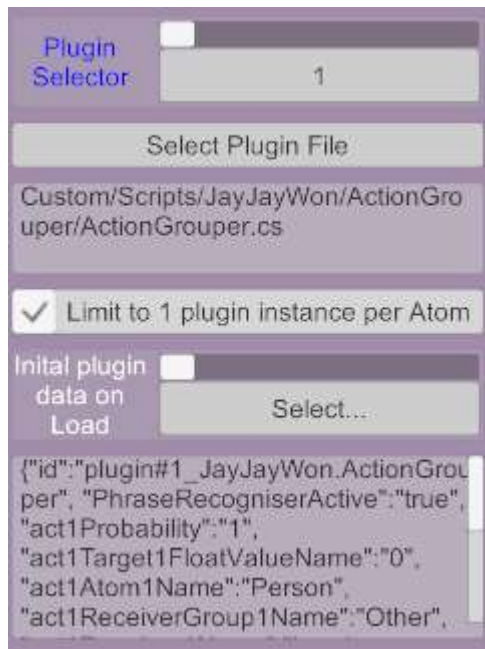 Plugin
Selector
1
Select Plugin File
Custom/Scripts/JayJayWon/ActionGro
uper/ActionGrouper.cs
Limit to 1 plugin instance per Atom
Inital plugin
data on
Load
Select...
{"id":"plugin#1_JayJayWon.ActionGrou
per", "PhraseRecogniserActive":"true",
"act1Probability":"1",
"act1Target1FloatValueName":"0",
"act1Atom1Name":"Person",
"act1ReceiverGroup1Name":"Other",